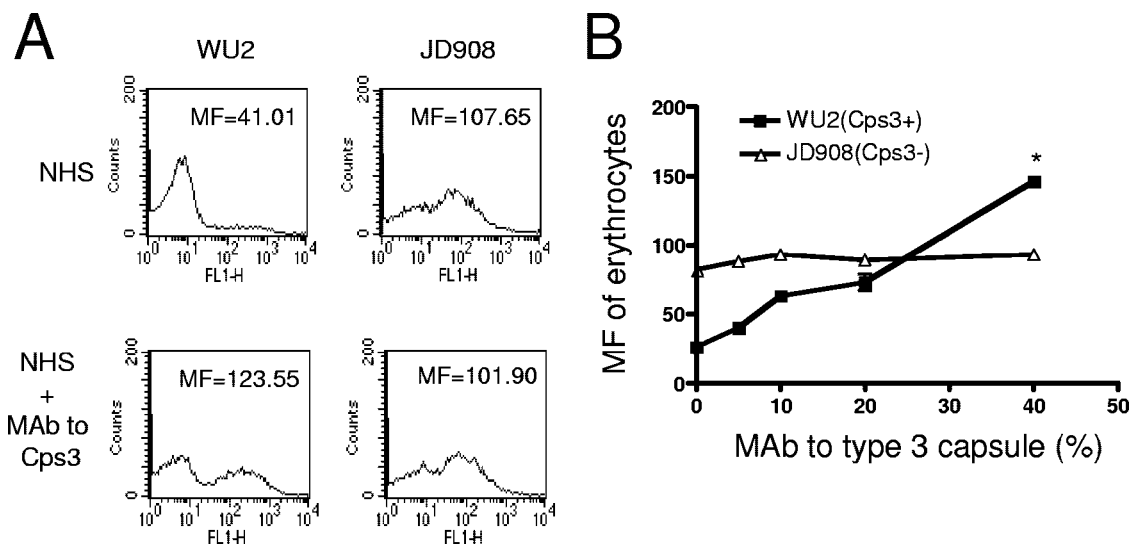 A
B
WU2
JD908
NHS
200
Counts
0
MF=41.01
10^0 10^1 10^2 10^3 10^4
FL1-H
200
Counts
0
MF=107.65
10^0 10^1 10^2 10^3 10^4
FL1-H
NHS
+
MAb to
Cps3
200
Counts
0
MF=123.55
10^0 10^1 10^2 10^3 10^4
FL1-H
200
Counts
0
MF=101.90
10^0 10^1 10^2 10^3 10^4
FL1-H
MF of erythrocytes
200
150
100
50
0
WU2(Cps3+)
JD908(Cps3-)
*
0 10 20 30 40 50
MAb to type 3 capsule (%)